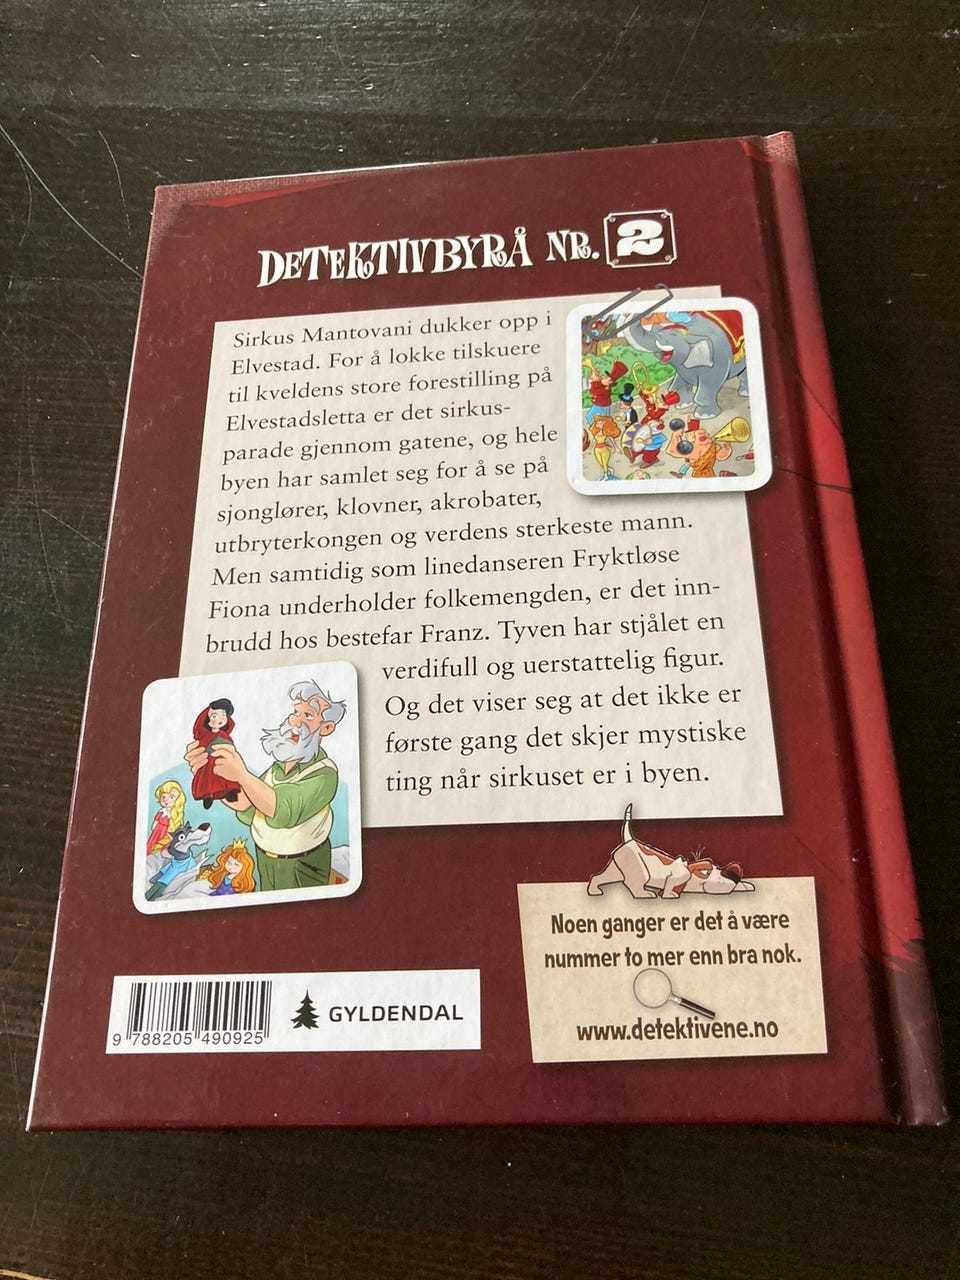 DETEKTIVBYRÅ NR. 2
Sirkus Mantovani dukker opp i
Elvestad. For å lokke tilskuere
til kveldens store forestilling på
Elvestadsletta er det sirkus-
parade gjennom gatene, og hele
byen har samlet seg for å se på
sjonglører, klovner, akrobater,
utbryterkongen og verdens sterkeste mann.
Men samtidig som linedanseren Fryktløse
Fiona underholder folkemengden, er det inn-
brudd hos bestefar Franz. Tyven har stjålet en
verdifull og uerstattelig figur.
Og det viser seg at det ikke er
første gang det skjer mystiske
ting når sirkuset er i byen.
Noen ganger er det å være
nummer to mer enn bra nok.
www.detektivene.no
GYLDENDAL
9 788205 490925